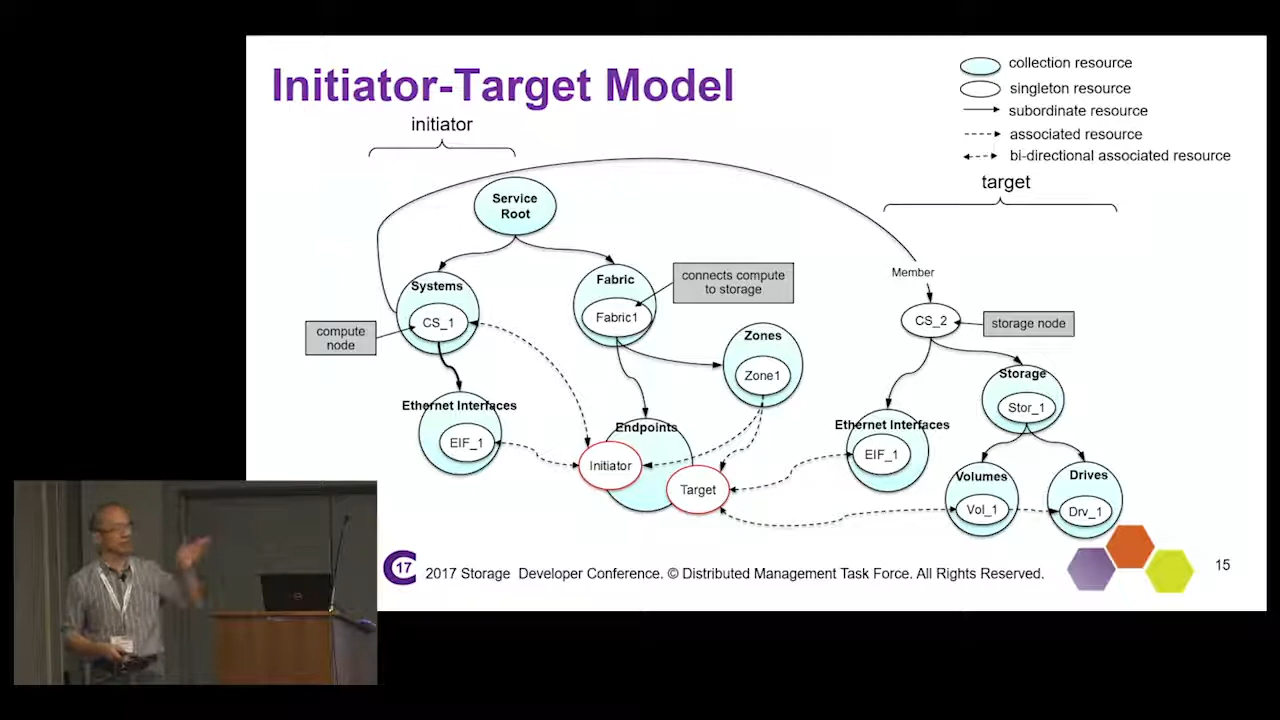 Initiator-Target Model
initiator
collection resource
singleton resource
subordinate resource
associated resource
bi-directional associated resource
target
Service
Root
Systems
CS_1
compute
node
Fabric
Fabric1
connects compute
to storage
Zones
Zone1
Member
CS_2
storage node
Ethernet Interfaces
EIF_1
Endpoints
Initiator
Target
Ethernet Interfaces
EIF_1
Storage
Stor_1
Volumes
Vol_1
Drives
Drv_1
17
2017 Storage Developer Conference. © Distributed Management Task Force. All Rights Reserved.
15